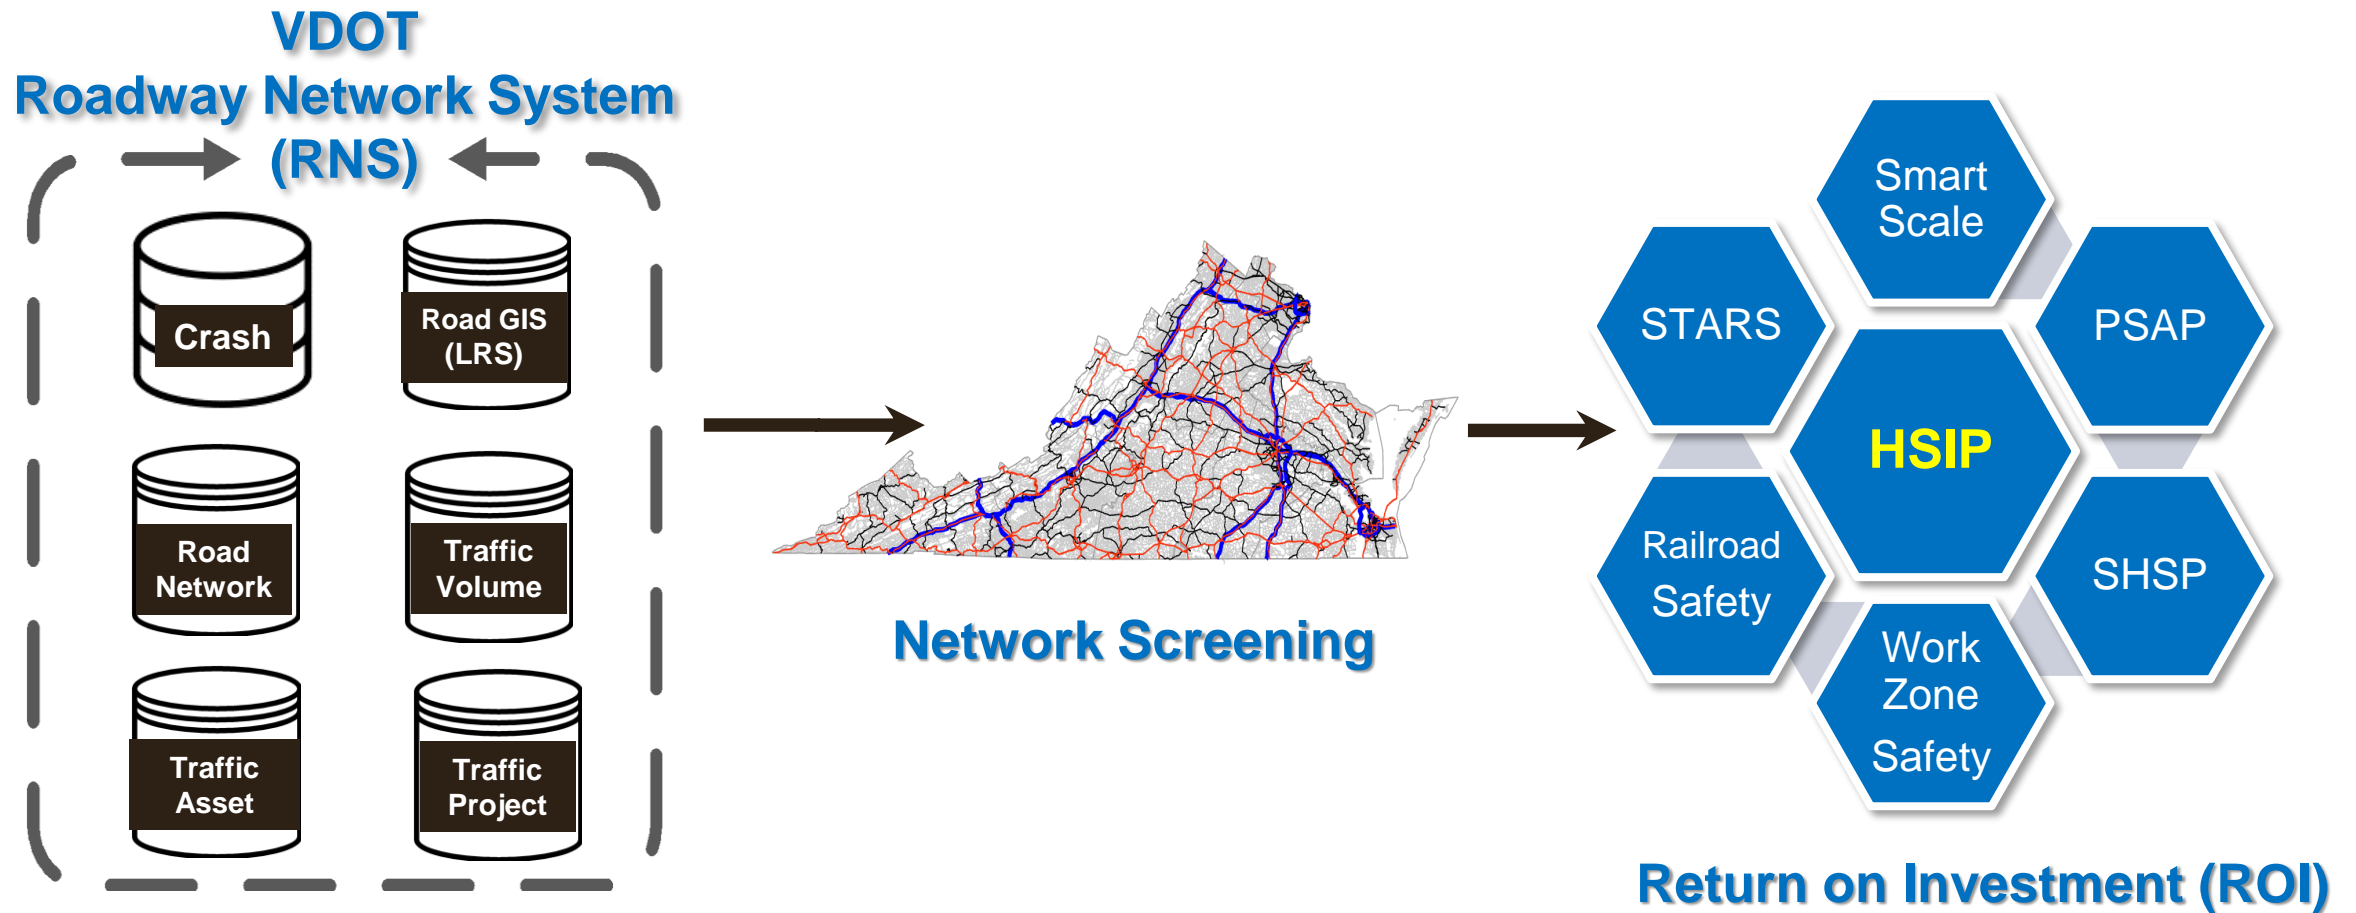 VDOT
Roadway Network System
(RNS)
Crash
Road GIS
(LRS)
Road
Network
Traffic
Volume
Traffic
Asset
Traffic
Project
Network Screening
Smart
Scale
STARS
PSAP
HSIP
Railroad
Safety
SHSP
Work
Zone
Safety
Return on Investment (ROI)